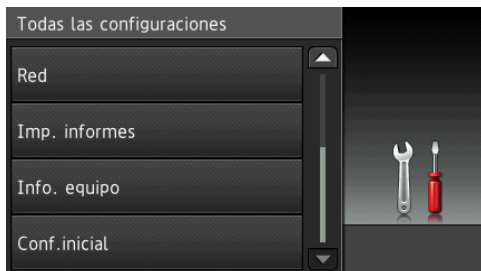 Todas las configuraciones
Red
Imp. informes
Info. equipo
Conf.inicial